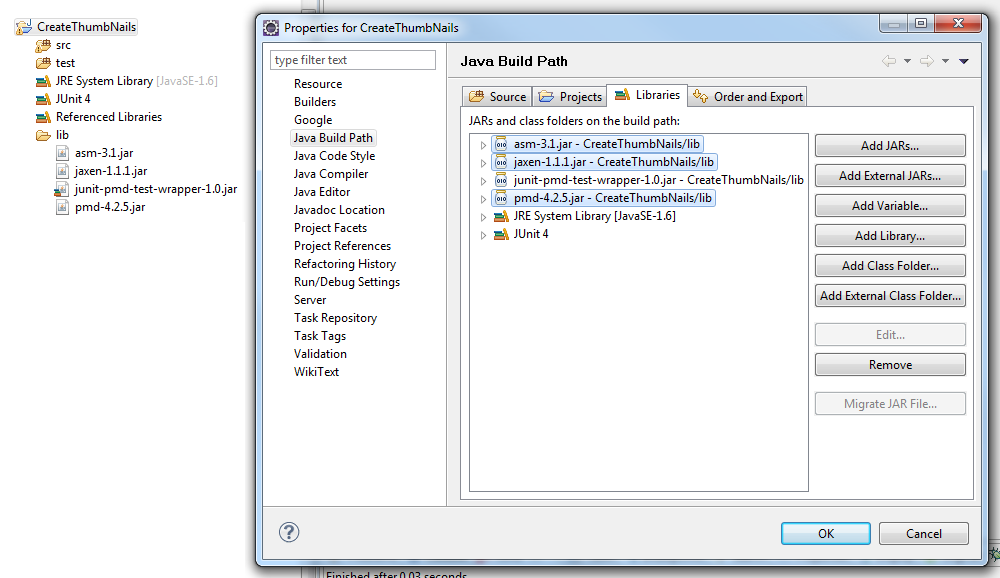 CreateThumbNails
src
test
JRE System Library [JavaSE-1.6]
JUnit 4
Referenced Libraries
lib
asm-3.1.jar
jaxen-1.1.1.jar
junit-pmd-test-wrapper-1.0.jar
pmd-4.2.5.jar
Properties for CreateThumbNails
type filter text
Resource
Builders
Google
Java Build Path
Java Code Style
Java Compiler
Java Editor
Javadoc Location
Project Facets
Project References
Refactoring History
Run/Debug Settings
Server
Task Repository
Task Tags
Validation
WikiText
Java Build Path
Source
Projects
Libraries
Order and Export
JARs and class folders on the build path:
asm-3.1.jar - CreateThumbNails/lib
jaxen-1.1.1.jar - CreateThumbNails/lib
junit-pmd-test-wrapper-1.0.jar - CreateThumbNails/lib
pmd-4.2.5.jar - CreateThumbNails/lib
JRE System Library [JavaSE-1.6]
JUnit 4
Add JARs...
Add External JARs...
Add Variable...
Add Library...
Add Class Folder...
Add External Class Folder...
Edit...
Remove
Migrate JAR File...
?
OK
Cancel
Finished after 0.03 seconds